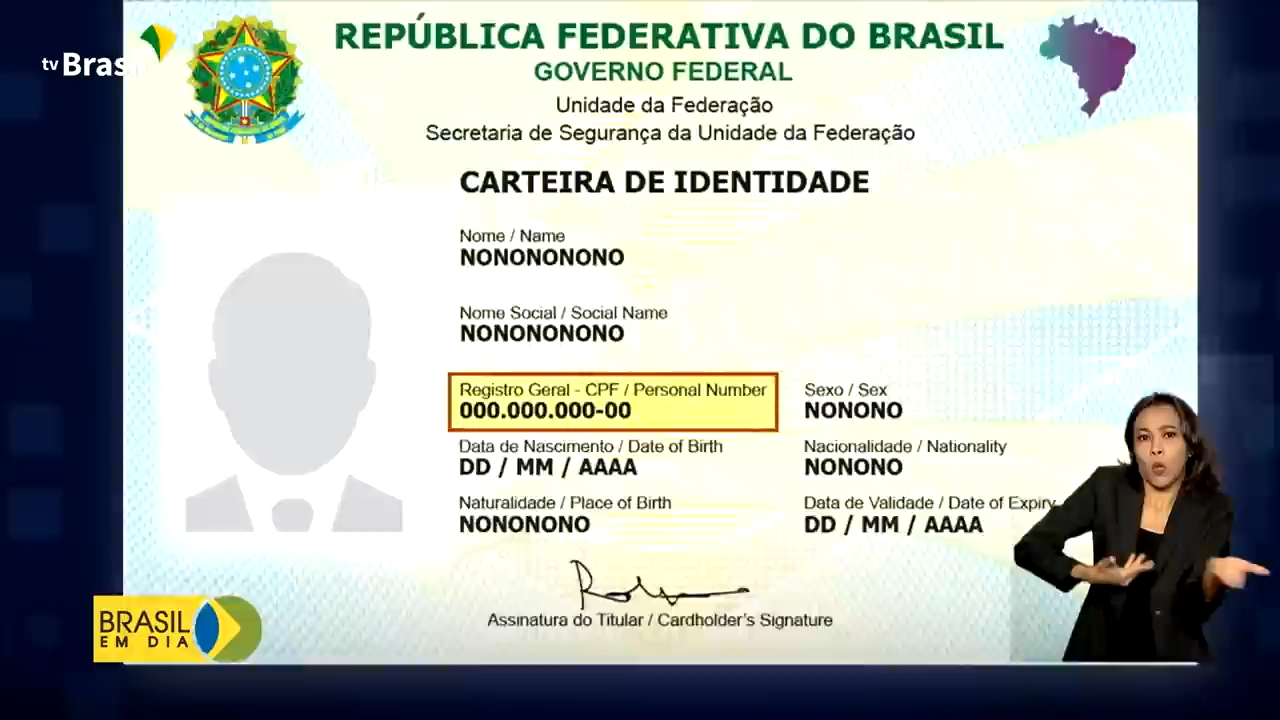 tv Brasil
REPÚBLICA FEDERATIVA DO BRASIL
GOVERNO FEDERAL
Unidade da Federação
Secretaria de Segurança da Unidade da Federação
CARTEIRA DE IDENTIDADE
Nome / Name
NONONONONO
Nome Social / Social Name
NONONONONO
Registro Geral - CPF / Personal Number
000.000.000-00
Sexo / Sex
NONONO
Data de Nascimento / Date of Birth
DD / MM / AAAA
Nacionalidade / Nationality
NONONO
Naturalidade / Place of Birth
NONONONO
Data de Validade / Date of Expiry
DD / MM / AAAA
Assinatura do Titular / Cardholder's Signature
BRASIL
EM DIA